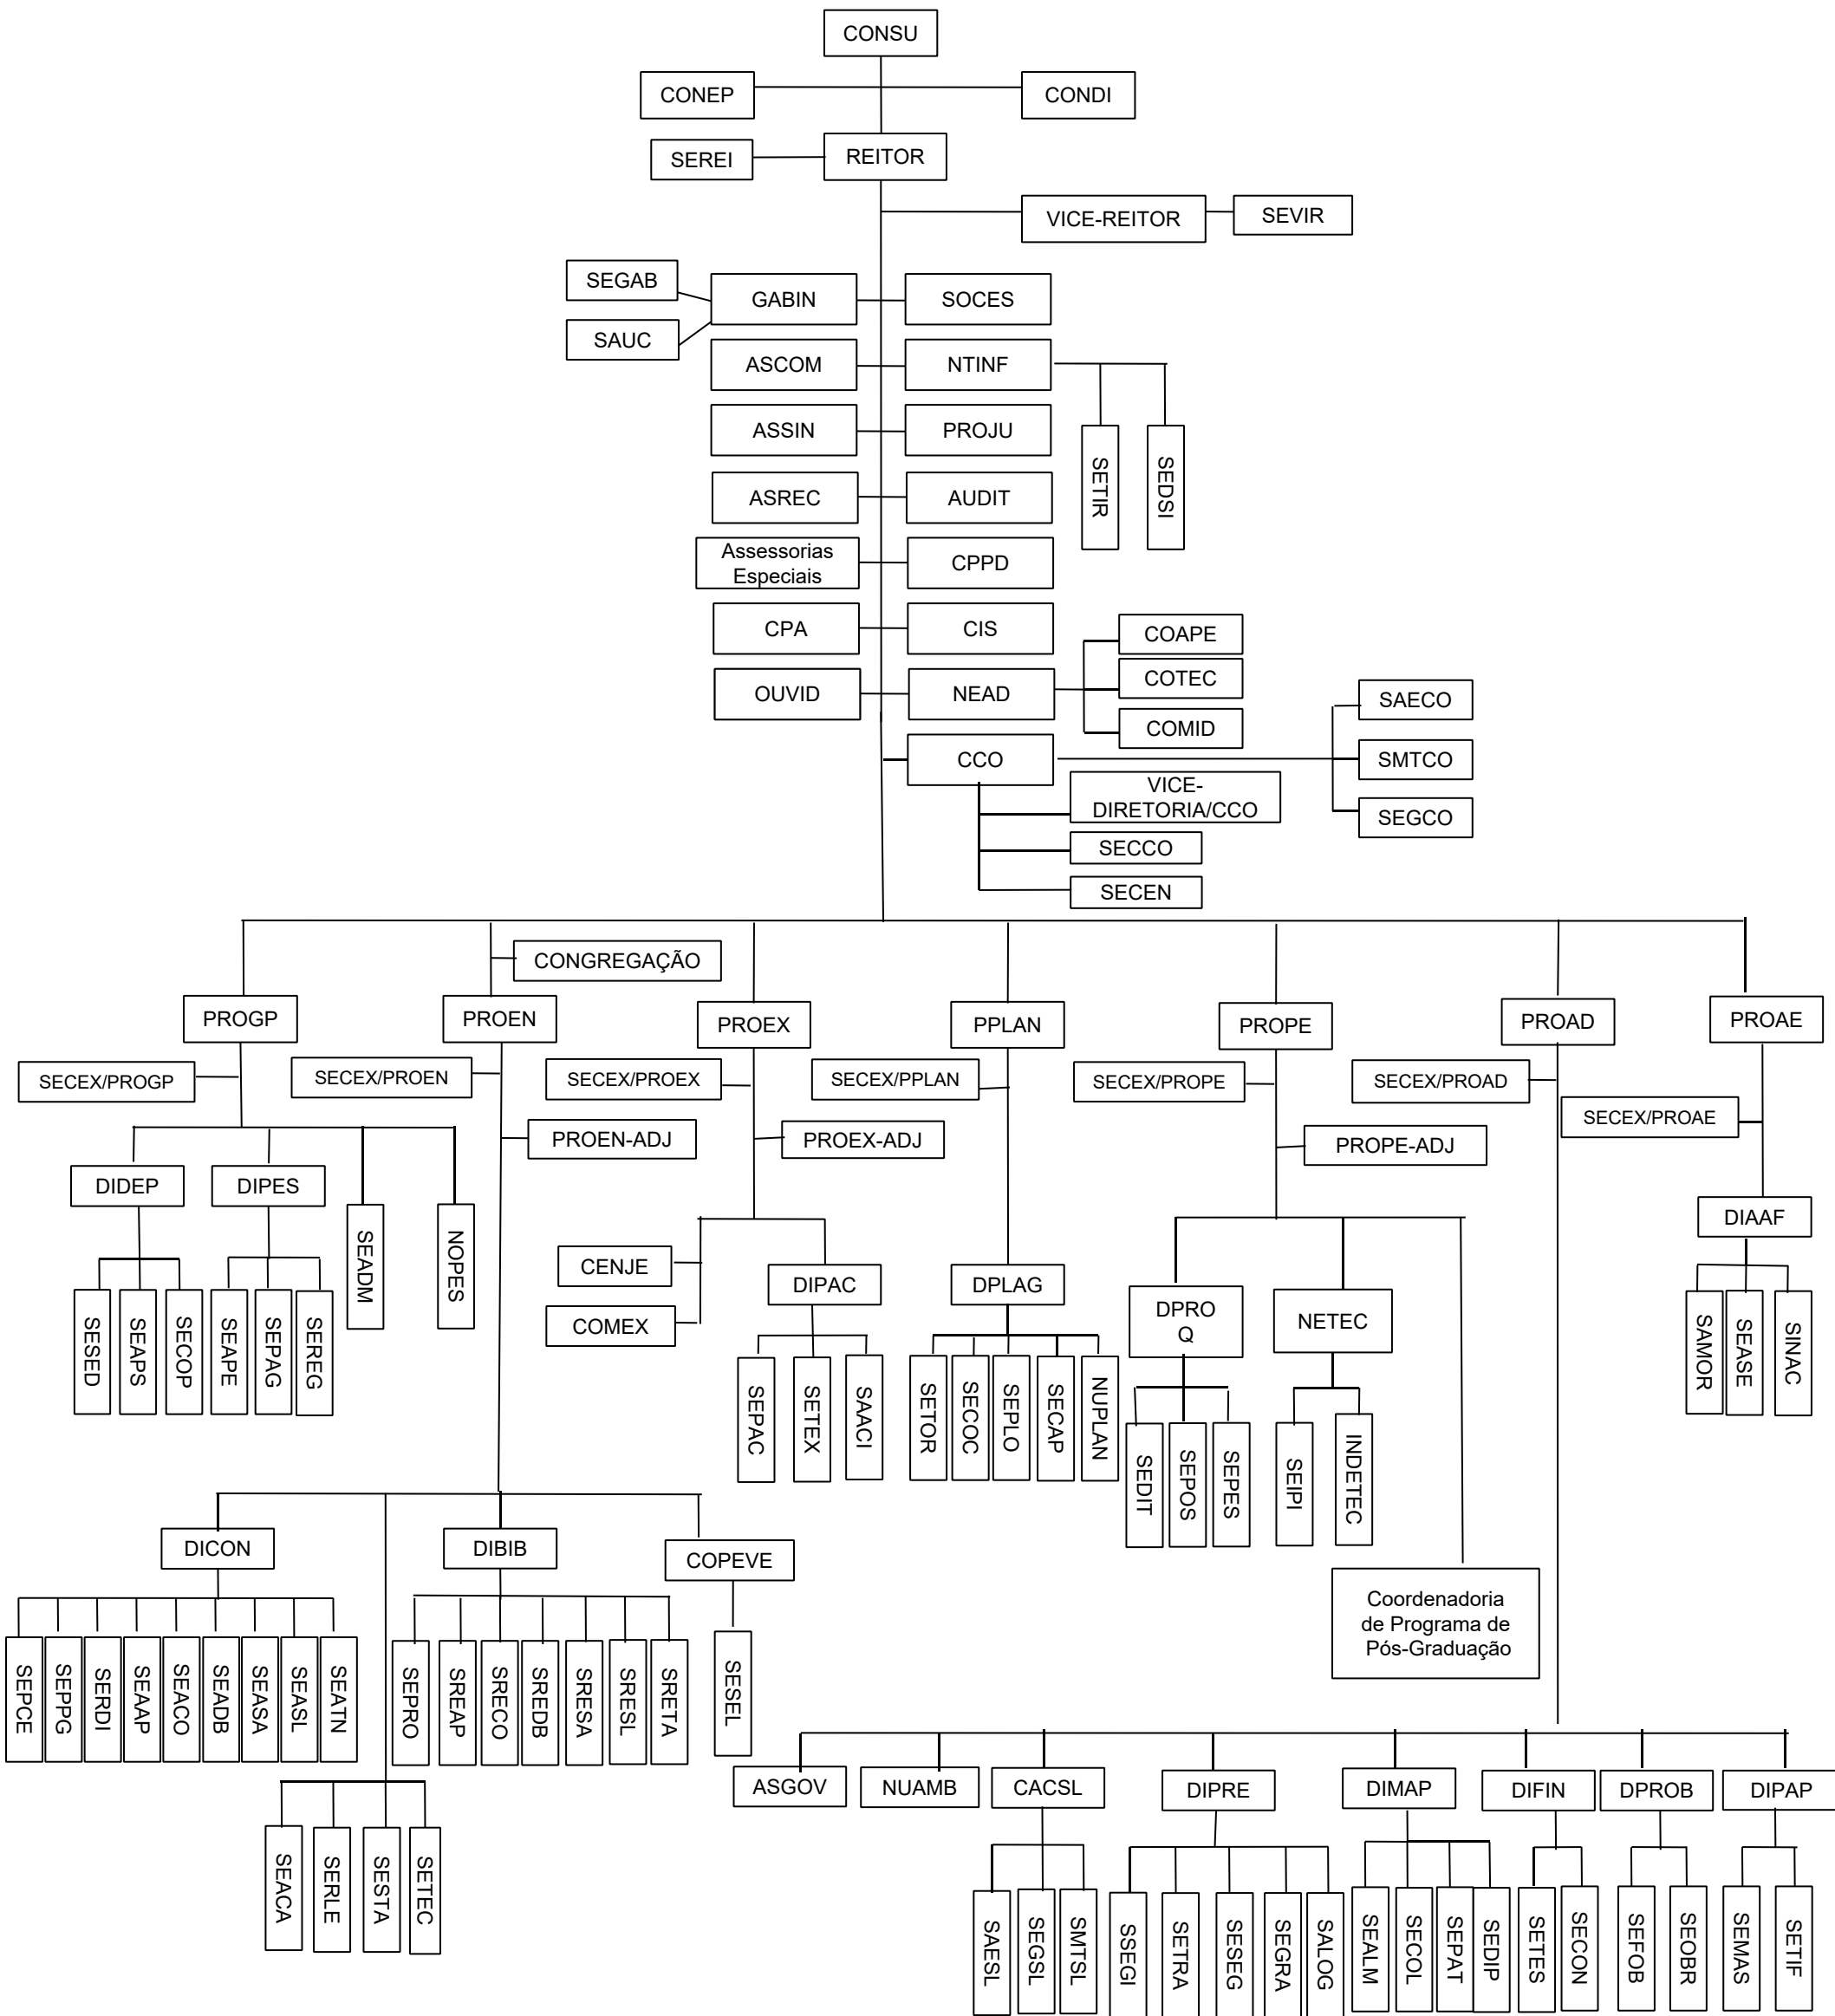 CONSU
CONEP
CONDI
REITOR
SEREI
VICE-REITOR
SEVIR
SEGAB
GABIN
SOCES
SAUC
ASCOM
NTINF
ASSIN
PROJU
SETIR
SEDSI
ASREC
AUDIT
Assessorias
Especiais
CPPD
CPA
CIS
COAPE
COTEC
OUVID
NEAD
COMID
SAECO
CCO
SMTCO
VICE-
DIRETORIA/CCO
SEGCO
SECCO
SECEN
CONGREGAÇÃO
PROGP
PROEN
PROEX
PPLAN
PROPE
PROAD
PROAE
SECEX/PROGP
SECEX/PROEN
SECEX/PROEX
SECEX/PPLAN
SECEX/PROPE
SECEX/PROAD
SECEX/PROAE
PROEN-ADJ
PROEX-ADJ
PROPE-ADJ
DIDEP
DIPES
SEADM
NOPES
DIAAF
CENJE
DIPAC
DPLAG
DPRO
Q
NETEC
COMEX
SESED
SEAPS
SECOP
SEAPE
SEPAG
SEREG
SAMOR
SEASE
SINAC
SEPAC
SETEX
SAACI
SETOR
SECOC
SEPLO
SECAP
NUPLAN
SEDIT
SEPOS
SEPES
SEIPI
INDETEC
DICON
DIBIB
COPEVE
Coordenadoria
de Programa de
Pós-Graduação
SEPCE
SEPPG
SERDI
SEAAP
SEACO
SEADB
SEASA
SEASL
SEATN
SEPRO
SREAP
SRECO
SREDB
SRESA
SRESL
SRETA
SESEL
ASGOV
NUAMB
CACSL
DIPRE
DIMAP
DIFIN
DPROB
DIPAP
SEACA
SERLE
SESTA
SETEC
SAESL
SEGSL
SMTSL
SSEGI
SETRA
SESEG
SEGRA
SALOG
SEALM
SECOL
SEPAT
SEDIP
SETES
SECON
SEFOB
SEOBR
SEMAS
SETIF